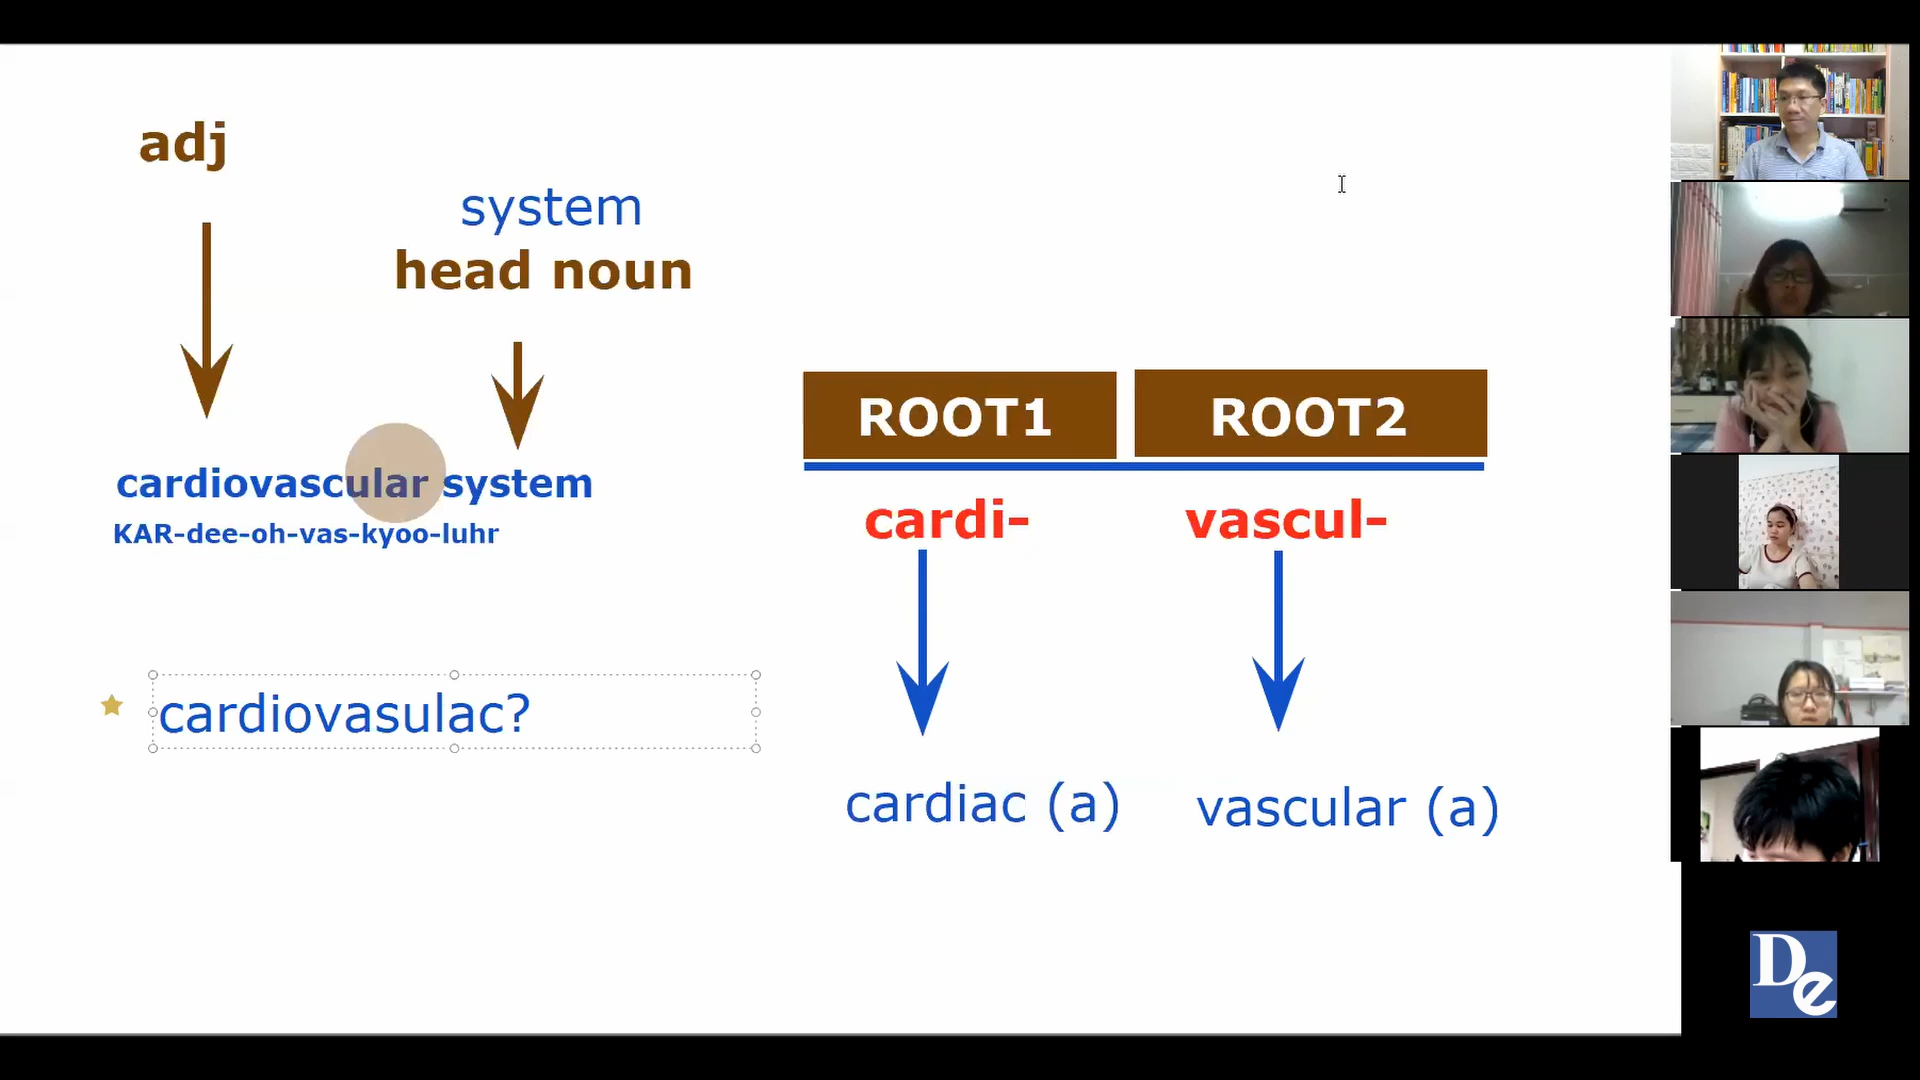 adj
system
head noun
cardiovascular system
KAR-dee-oh-vas-kyoo-luhr
cardiovasulac?
ROOT1 ROOT2
cardi- vascul-
cardiac (a) vascular (a)
De